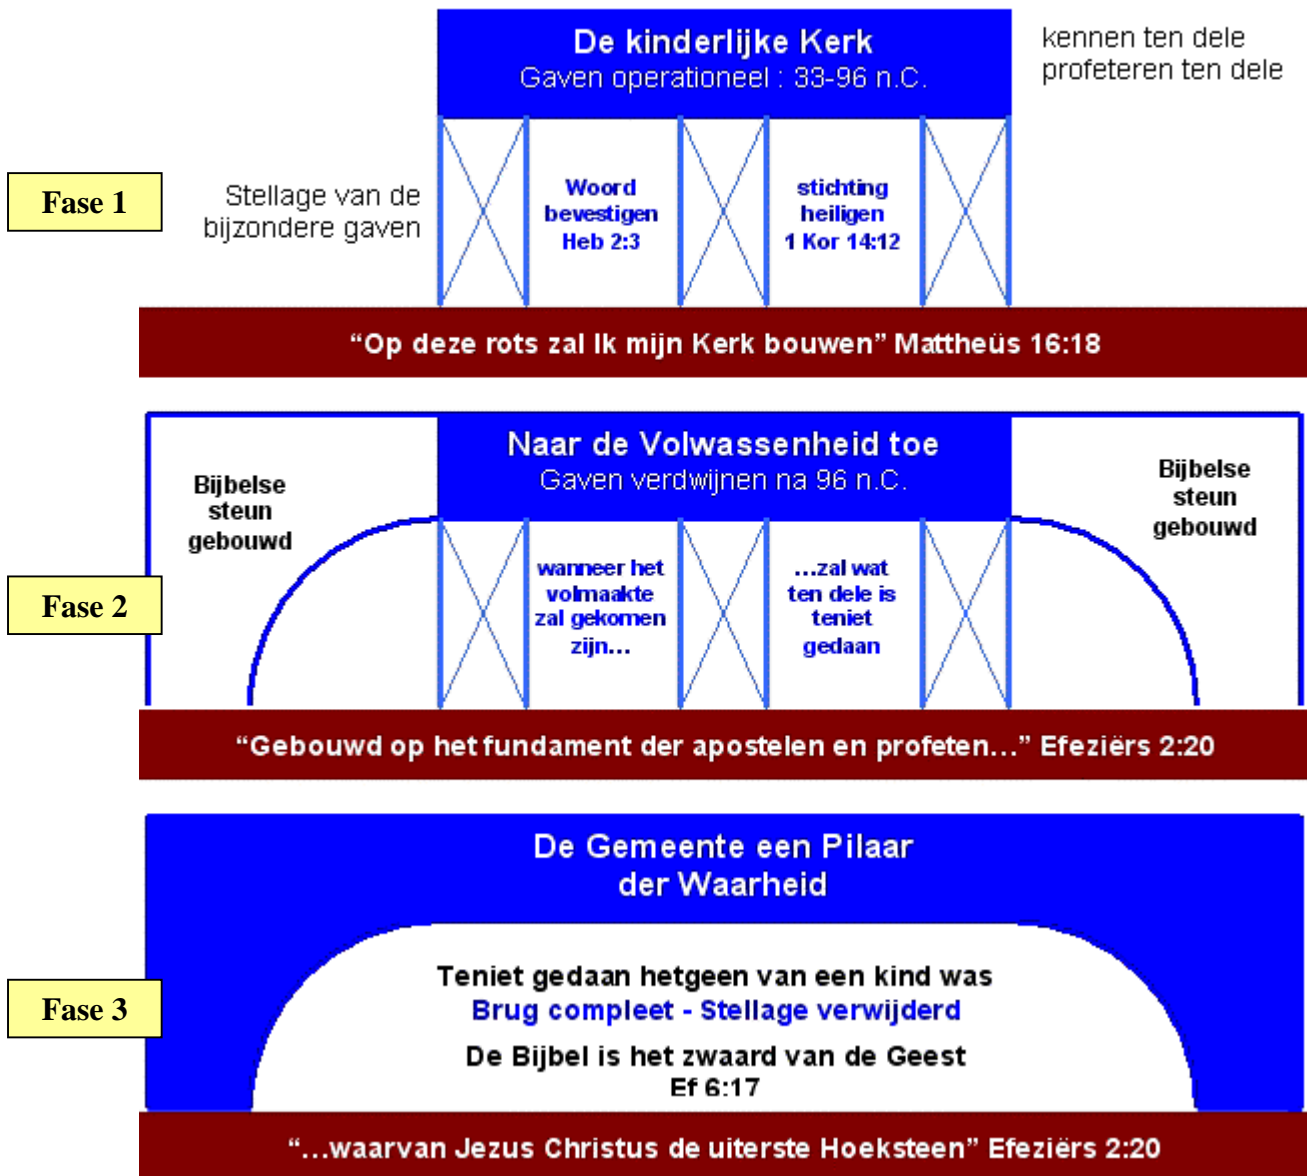 De kinderlijke Kerk
Gaven operationeel : 33-96 n.C.
kennen ten dele
profeteren ten dele
Fase 1
Stellage van de
bijzondere gaven
Woord
bevestigen
Heb 2:3
stichting
heiligen
1 Kor 14:12
“Op deze rots zal Ik mijn Kerk bouwen” Mattheüs 16:18
Naar de Volwassenheid toe
Gaven verdwijnen na 96 n.C.
Bijbelse
steun
gebouwd
Bijbelse
steun
gebouwd
Fase 2
wanneer het
volmaakte
zal gekomen
zijn...
...zal wat
ten dele is
teniet
gedaan
“Gebouwd op het fundament der apostelen en profeten...” Efeziërs 2:20
De Gemeente een Pilaar
der Waarheid
Fase 3
Teniet gedaan hetgeen van een kind was
Brug compleet - Stellage verwijderd
De Bijbel is het zwaard van de Geest
Ef 6:17
“...waarvan Jezus Christus de uiterste Hoeksteen” Efeziërs 2:20